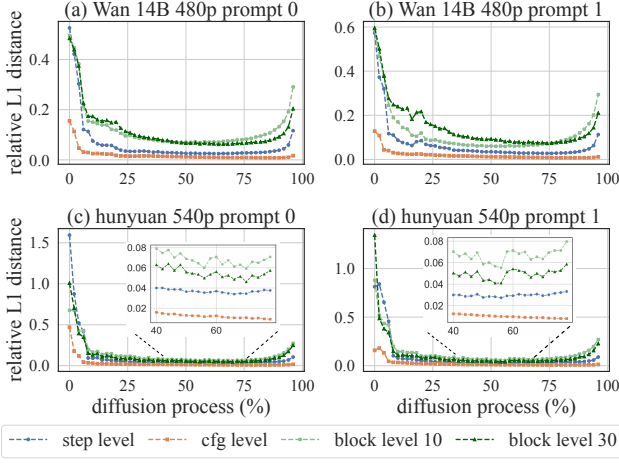 (a) Wan 14B 480p prompt 0
(b) Wan 14B 480p prompt 1
relative L1 distance
0.4
0.2
0.0
0.6
0.4
0.2
0.0
0 25 50 75 100
0 25 50 75 100
(c) hunyuan 540p prompt 0
(d) hunyuan 540p prompt 1
relative L1 distance
1.5
1.0
0.5
0.0
0.08
0.06
0.04
0.02
40 60
1.0
0.5
0.0
0.08
0.06
0.04
0.02
0.00
40 60
0 25 50 75 100
0 25 50 75 100
diffusion process (%)
diffusion process (%)
step level cfg level block level 10 block level 30